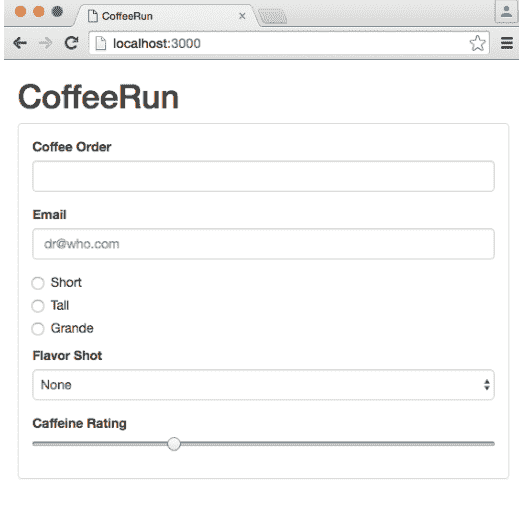 CoffeeRun
localhost:3000
CoffeeRun
Coffee Order
Email
dr@who.com
Short
Tall
Grande
Flavor Shot
None
Caffeine Rating